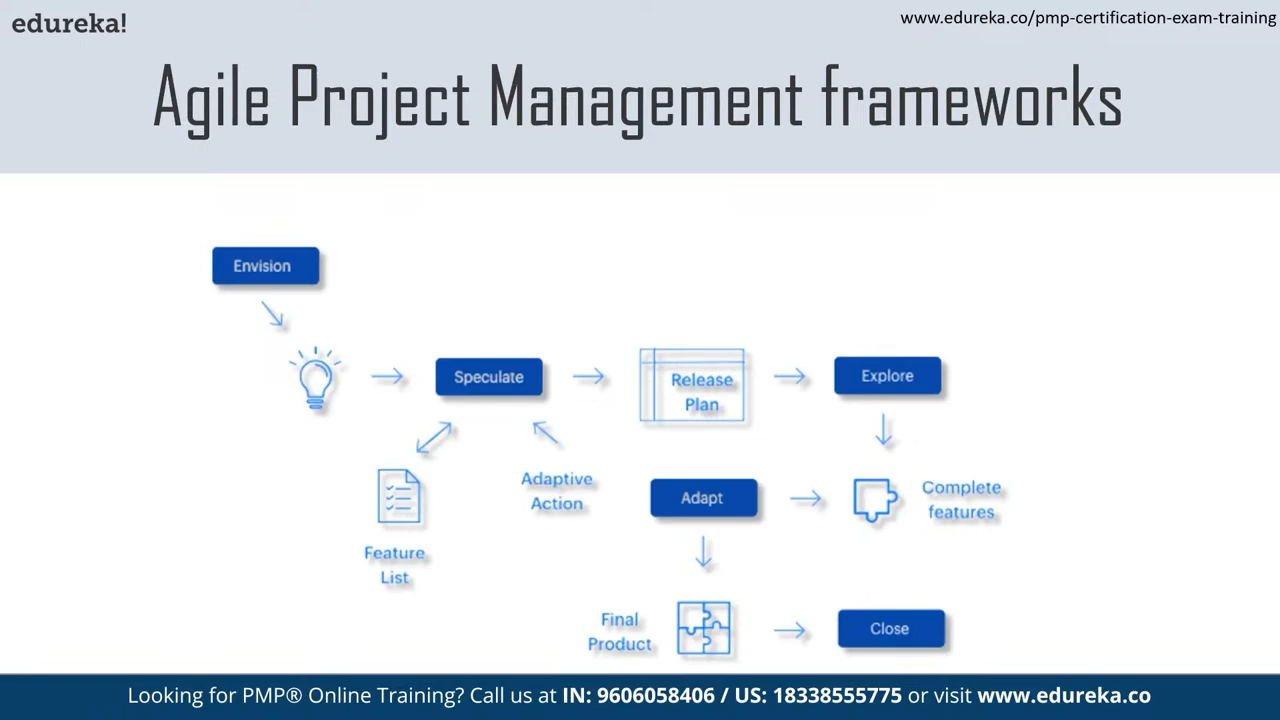 edureka!
www.edureka.co/pmp-certification-exam-training
Agile Project Management frameworks
Envision
Speculate
Release
Plan
Explore
Feature
List
Adaptive
Action
Adapt
Complete
features
Final
Product
Close
Looking for PMP® Online Training? Call us at IN: 9606058406 / US: 18338555775 or visit www.edureka.co